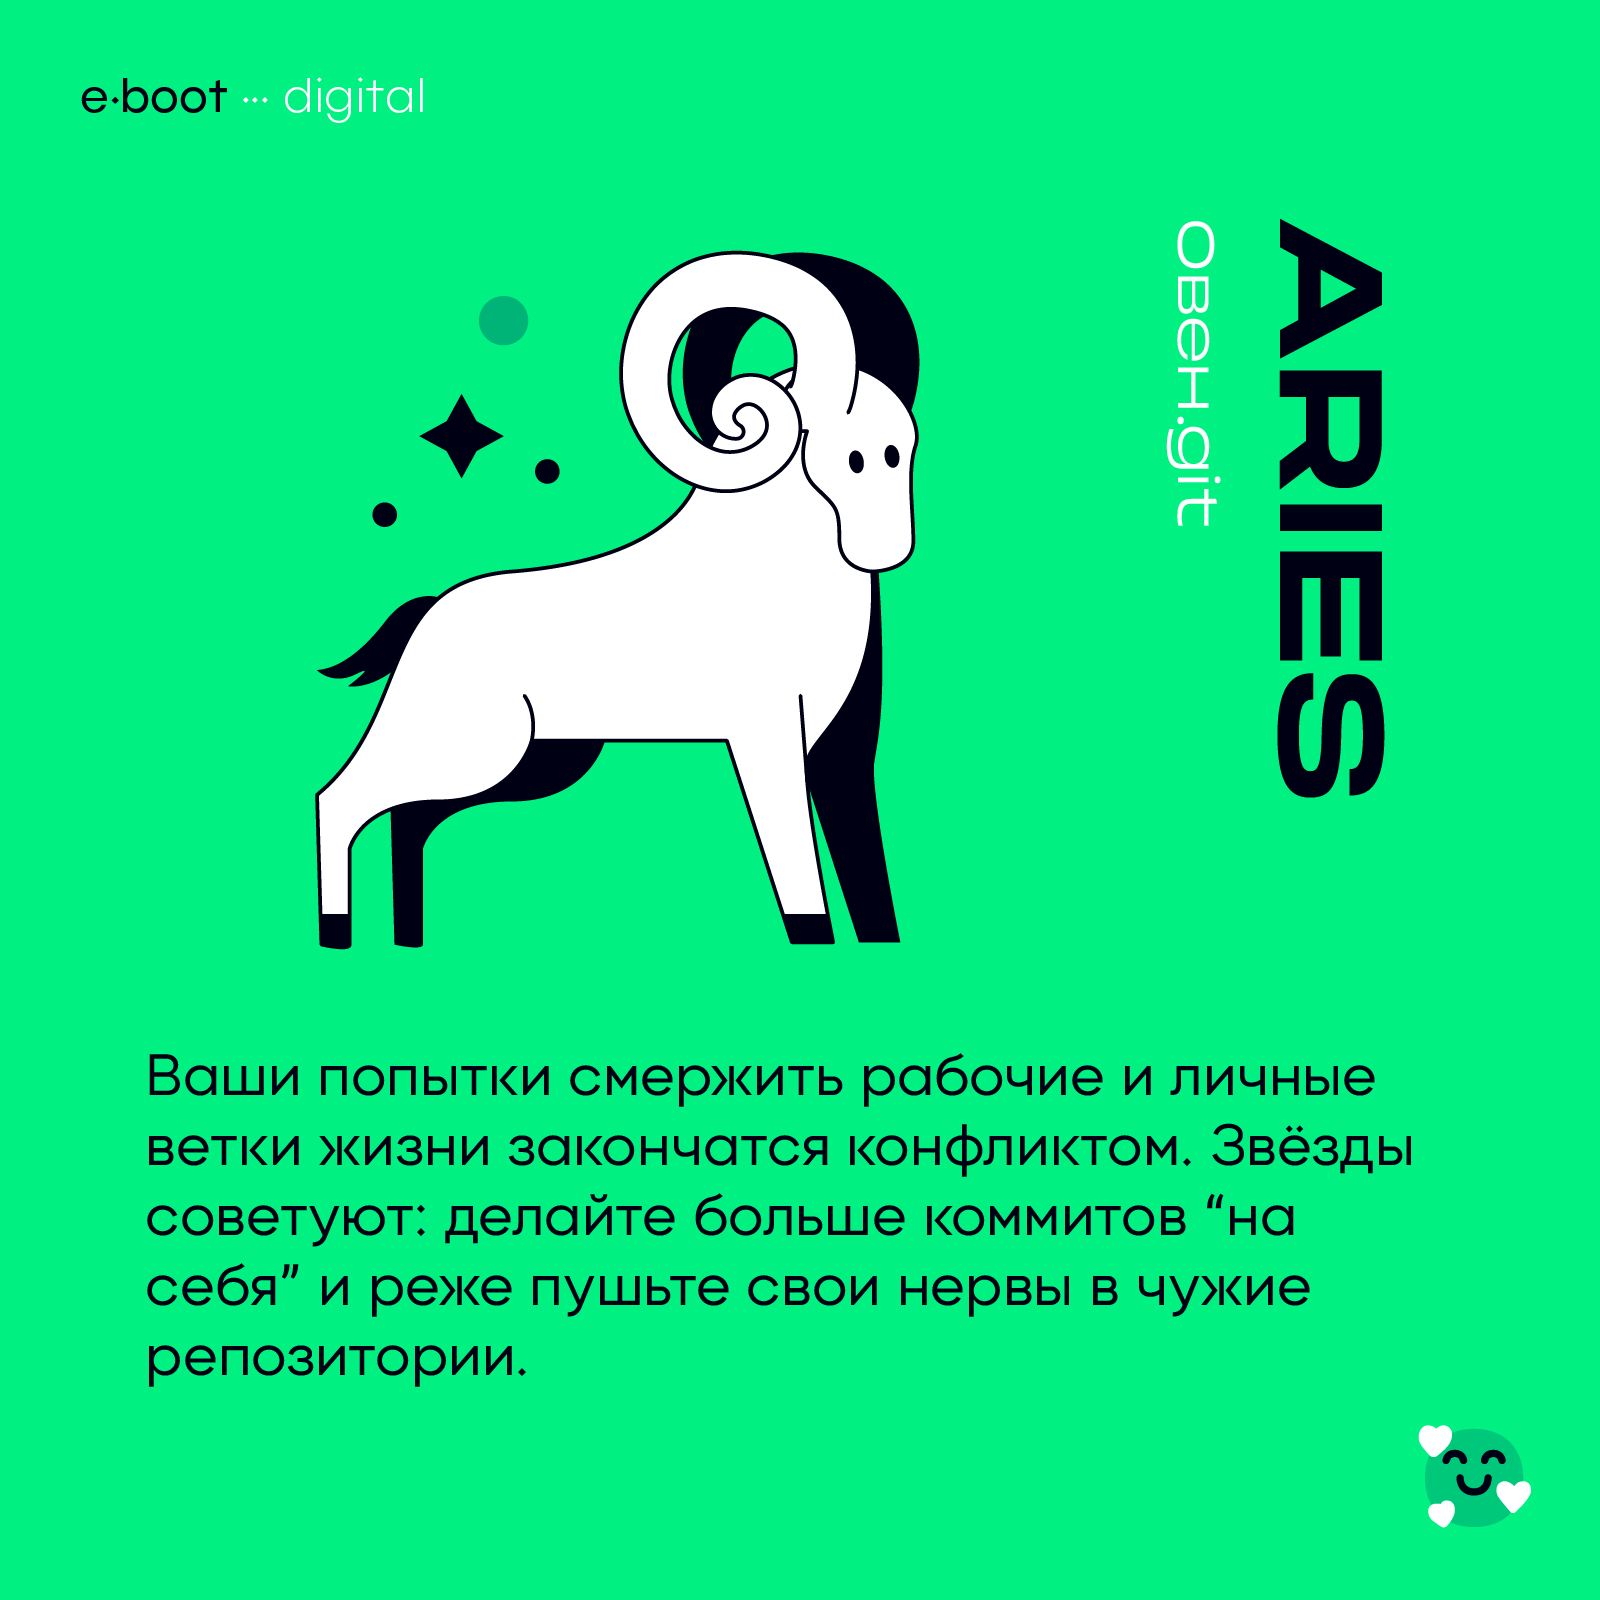 e·boot ··· digital
ARIES
овен.git
Ваши попытки смержить рабочие и личные
ветки жизни закончатся конфликтом. Звёзды
советуют: делайте больше коммитов “на
себя” и реже пушьте свои нервы в чужие
репозитории.